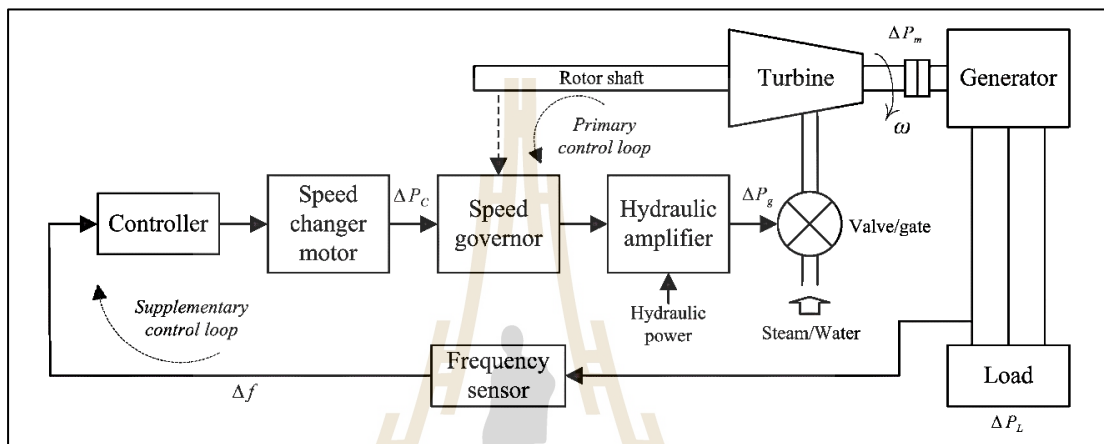 ΔPₘ
Rotor shaft
Turbine
Generator
ω
Primary
control loop
Controller
Speed
changer
motor
ΔP_C
Speed
governor
Hydraulic
amplifier
ΔP_g
Valve/gate
Supplementary
control loop
Hydraulic
power
Steam/Water
Frequency
sensor
Δf
Load
ΔP_L